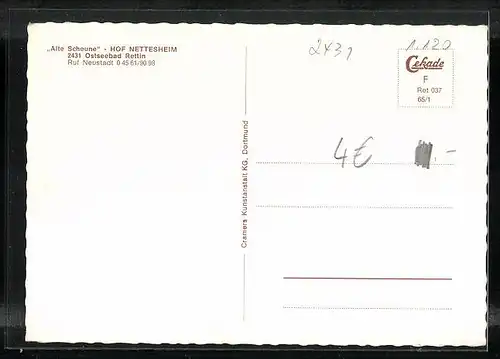 „Alte Scheune" - HOF NETTESHEIM
2431 Ostseebad Rettin
Ruf Neustadt 0 45 61/90 98
2431
1.120
Cekade
F
Ret 037
65/1
4€
.-
Cramers Kunstanstalt KG, Dortmund